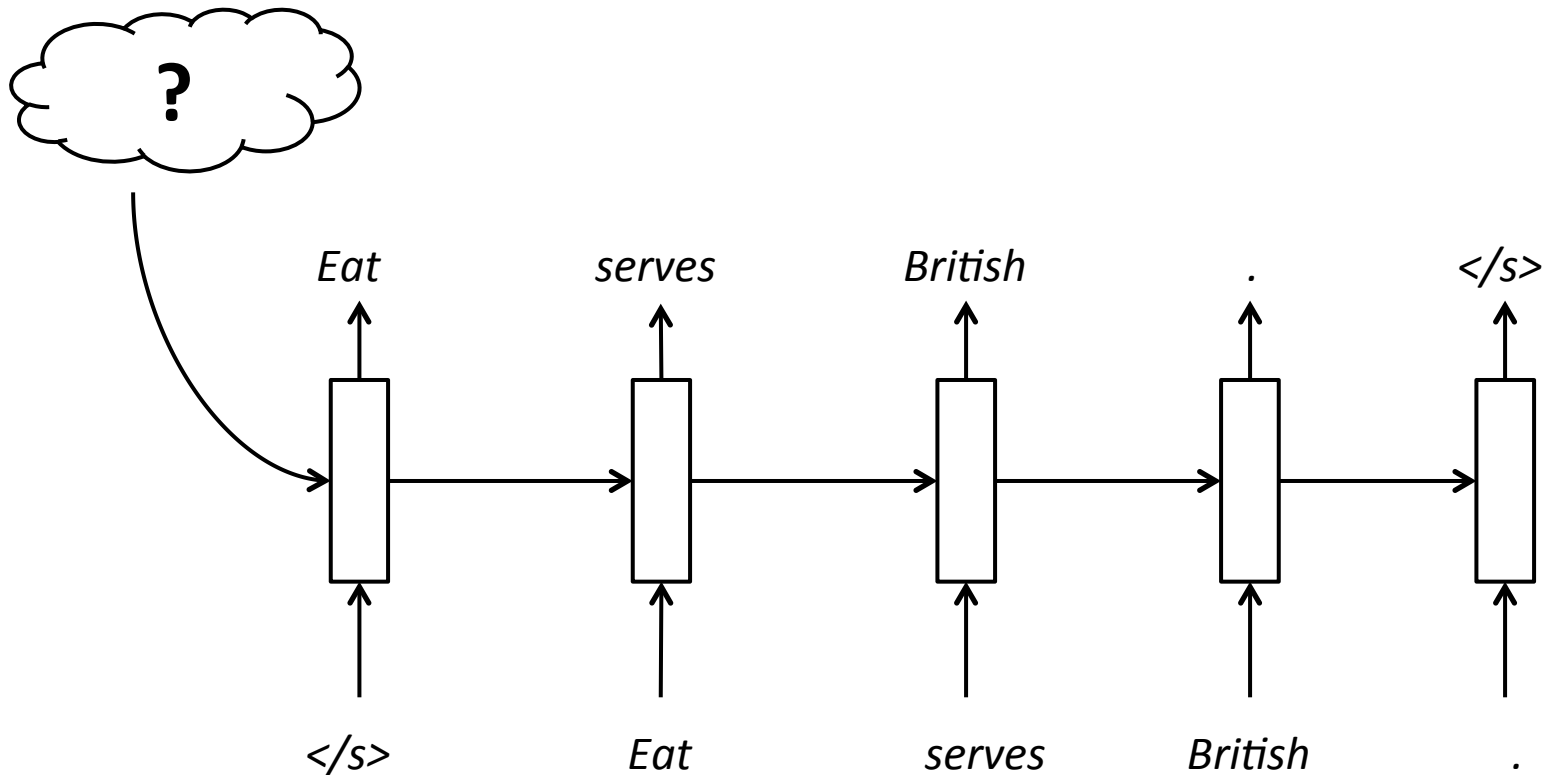 ?
Eat serves British . </s>
</s> Eat serves British .